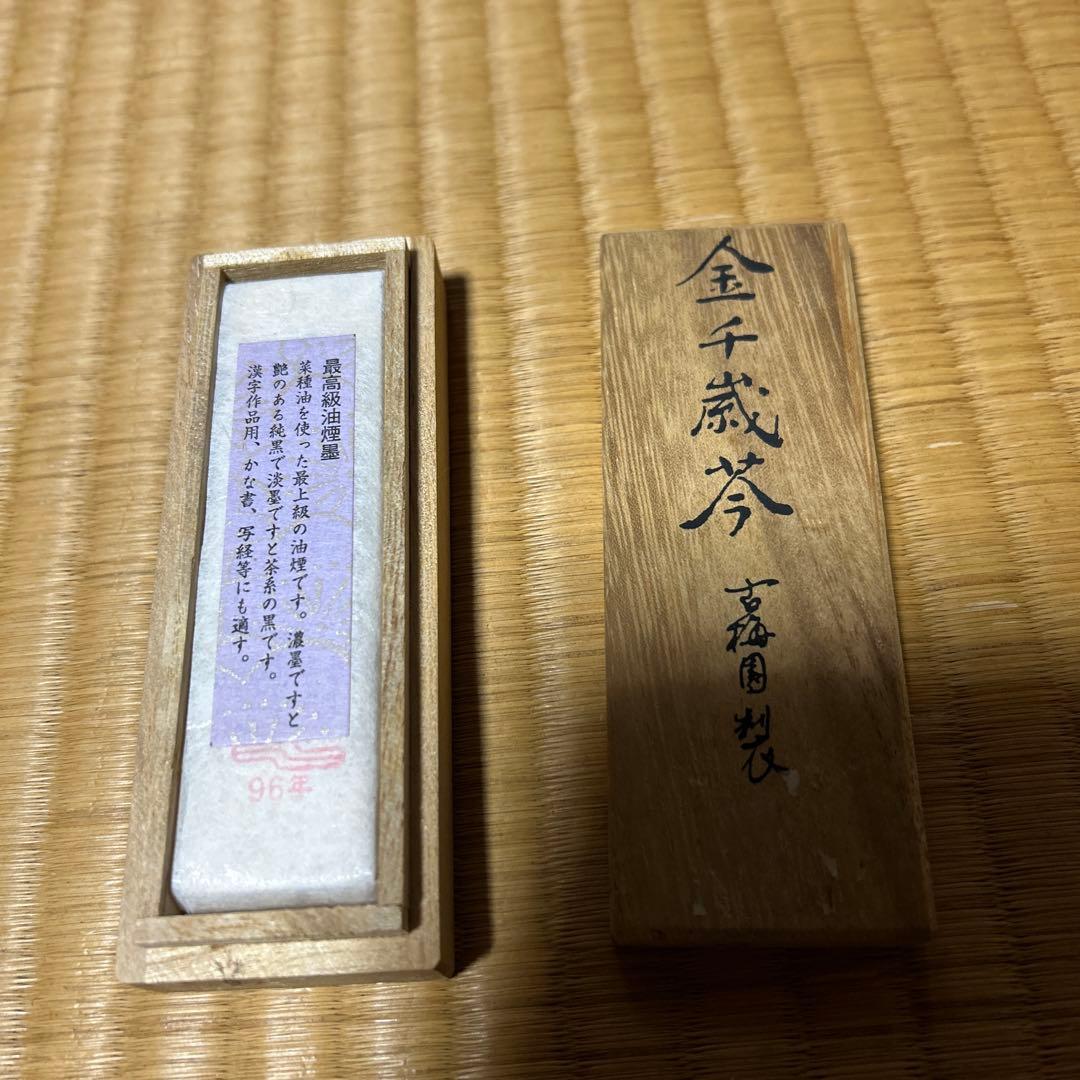 最高級油煙墨
菜種油を使った最上級の油煙です。濃墨ですと
艶のある純黒で淡墨ですと茶系の黒です。
漢字作品用、かな書、写経等にも適す。
96年
金千歳芩
古梅園製